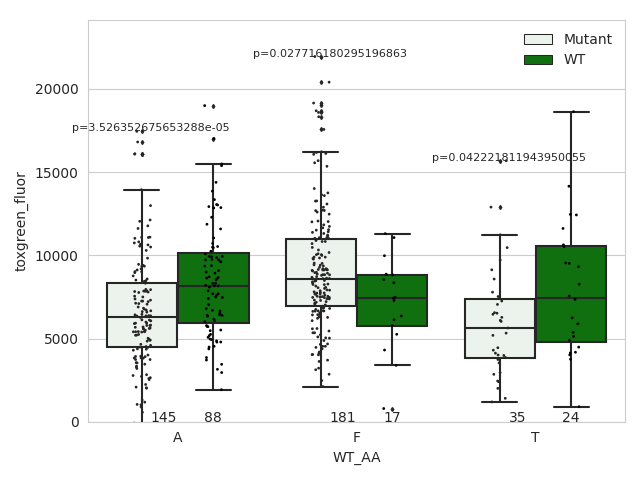 Mutant
WT
p=0.027716180295196863
p=3.526352675653288e-05
p=0.042221811943950055
20000
15000
10000
5000
0
toxgreen_fluor
145 88 181 17 35 24
A F T
WT_AA